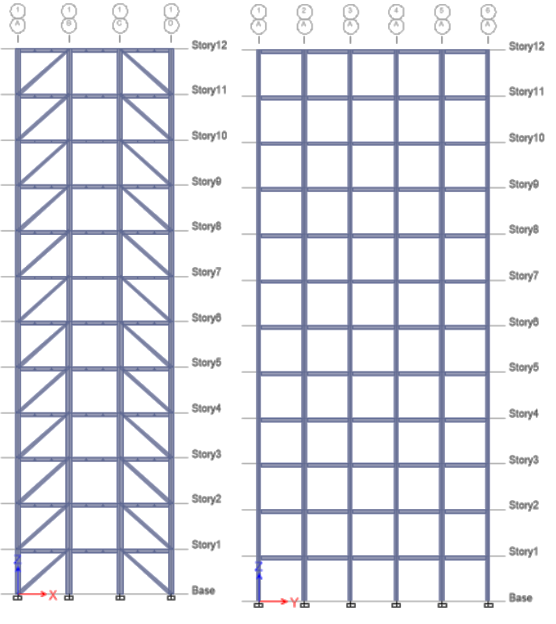 1 1 1 1
A B C D
Story12
Story11
Story10
Story9
Story8
Story7
Story6
Story5
Story4
Story3
Story2
Story1
Base
Z
X
1 2 3 4 5 6
A A A A A A
Story12
Story11
Story10
Story9
Story8
Story7
Story6
Story5
Story4
Story3
Story2
Story1
Base
Z
Y